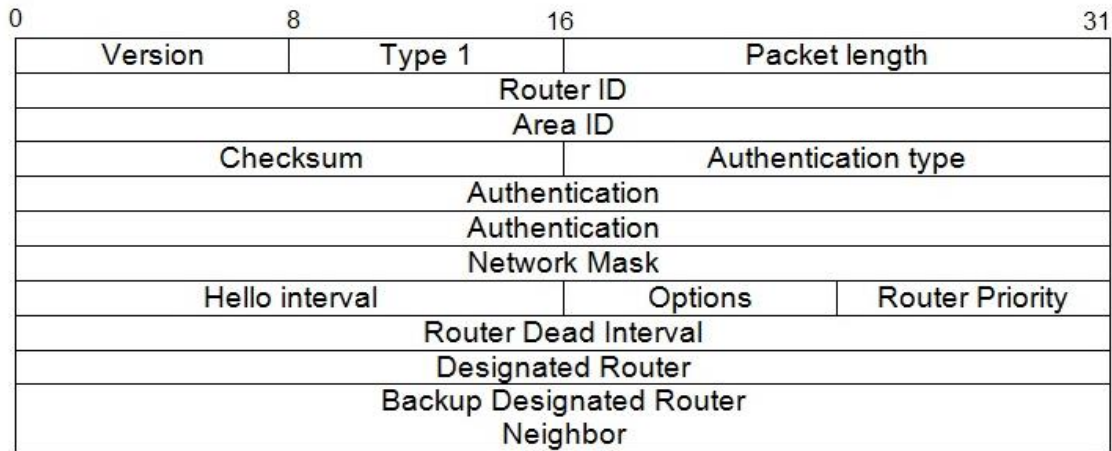 0 8 16 31
Version Type 1 Packet length
Router ID
Area ID
Checksum Authentication type
Authentication
Authentication
Network Mask
Hello interval Options Router Priority
Router Dead Interval
Designated Router
Backup Designated Router
Neighbor